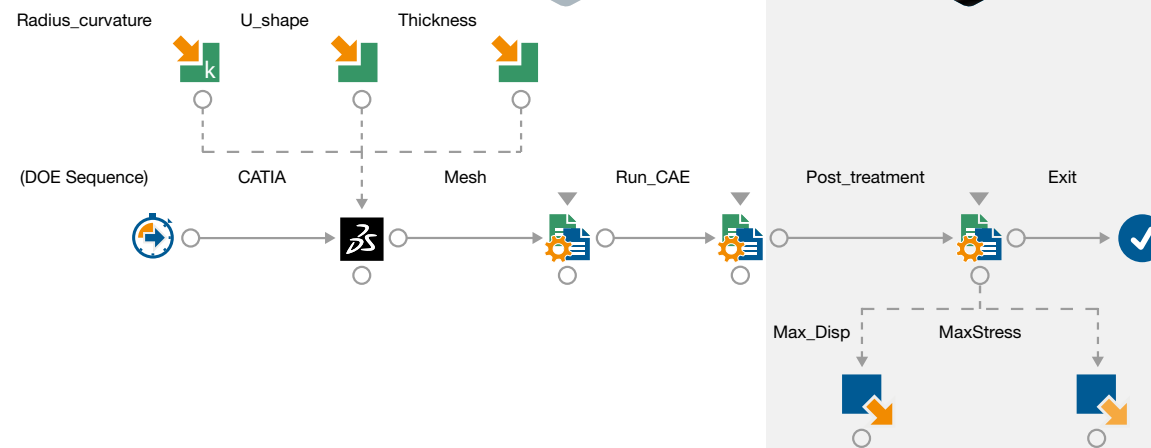 Radius_curvature U_shape Thickness
k
(DOE Sequence) CATIA Mesh Run_CAE Post_treatment Exit
Max_Disp MaxStress